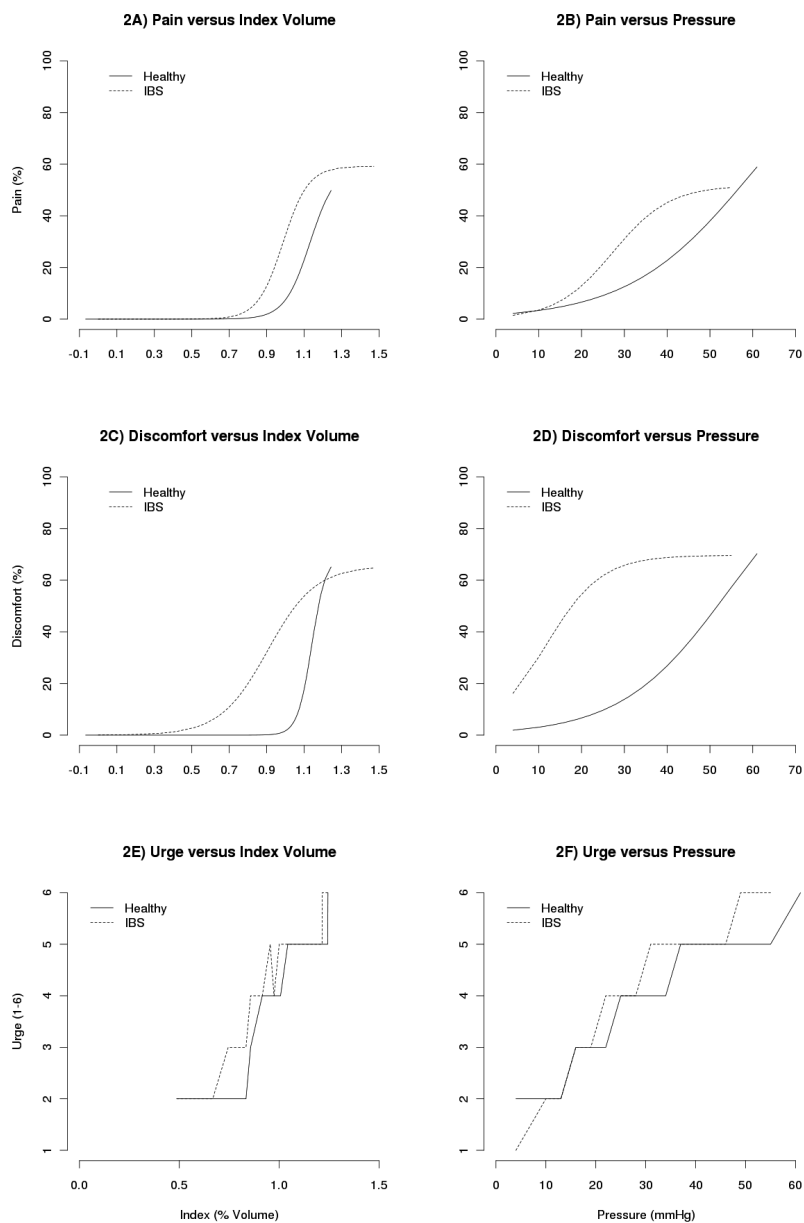 2A) Pain versus Index Volume
Pain (%)
100
80
60
40
20
0
Healthy
IBS
-0.1 0.1 0.3 0.5 0.7 0.9 1.1 1.3 1.5
2B) Pain versus Pressure
100
80
60
40
20
0
Healthy
IBS
0 10 20 30 40 50 60 70
2C) Discomfort versus Index Volume
Discomfort (%)
100
80
60
40
20
0
Healthy
IBS
-0.1 0.1 0.3 0.5 0.7 0.9 1.1 1.3 1.5
2D) Discomfort versus Pressure
100
80
60
40
20
0
Healthy
IBS
0 10 20 30 40 50 60 70
2E) Urge versus Index Volume
Urge (1-6)
6
5
4
3
2
1
Healthy
IBS
0.0 0.5 1.0 1.5
Index (% Volume)
2F) Urge versus Pressure
6
5
4
3
2
1
Healthy
IBS
0 10 20 30 40 50 60
Pressure (mmHg)